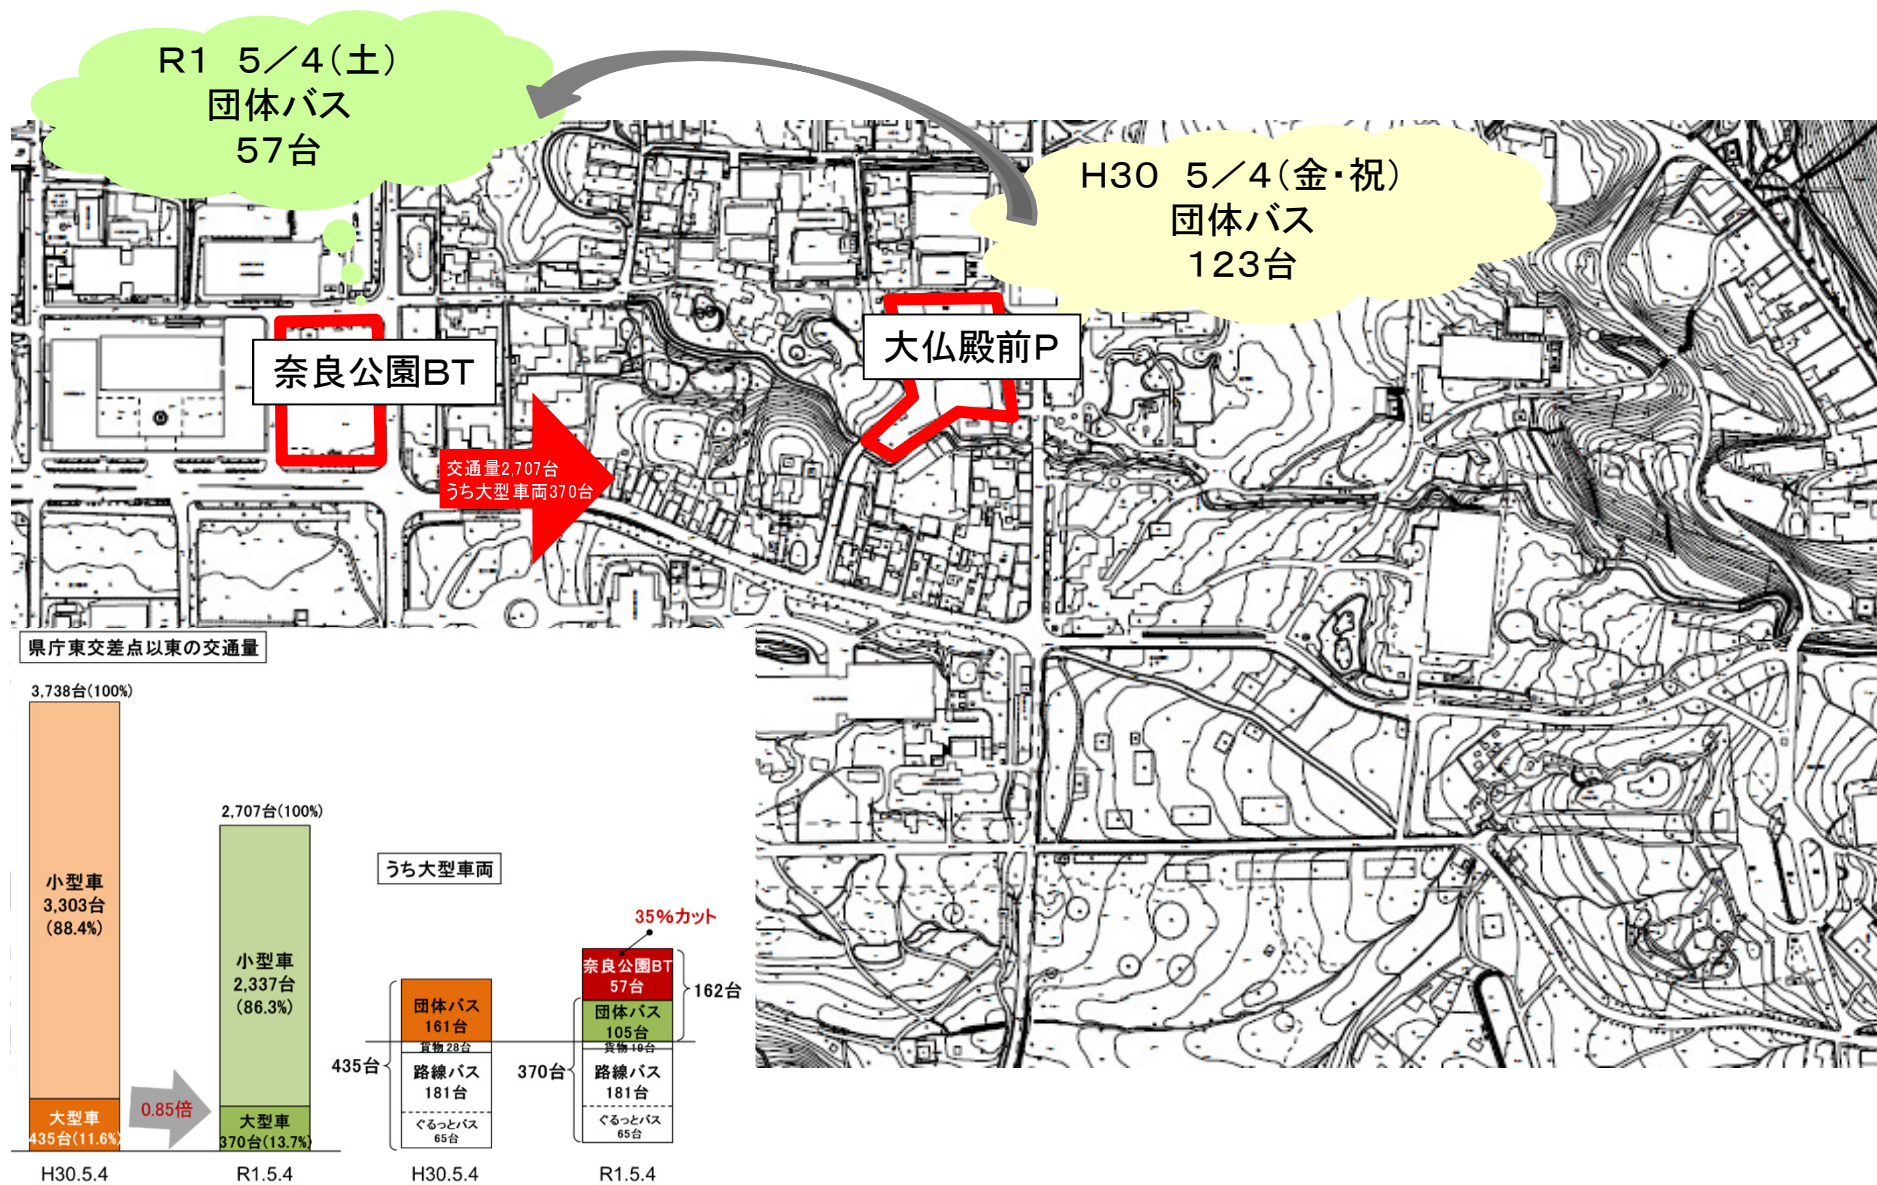 R1　5／4(土)
団体バス
57台
H30　5／4(金・祝)
団体バス
123台
奈良公園BT
大仏殿前P
交通量2,707台
うち大型車両370台
県庁東交差点以東の交通量
3,738台(100%)
小型車
3,303台
(88.4%)
大型車
435台(11.6%)
H30.5.4
0.85倍
2,707台(100%)
小型車
2,337台
(86.3%)
大型車
370台(13.7%)
R1.5.4
うち大型車両
435台
団体バス
161台
貨物28台
路線バス
181台
ぐるっとバス
65台
H30.5.4
35%カット
奈良公園BT
57台
団体バス
105台
162台
370台
貨物19台
路線バス
181台
ぐるっとバス
65台
R1.5.4